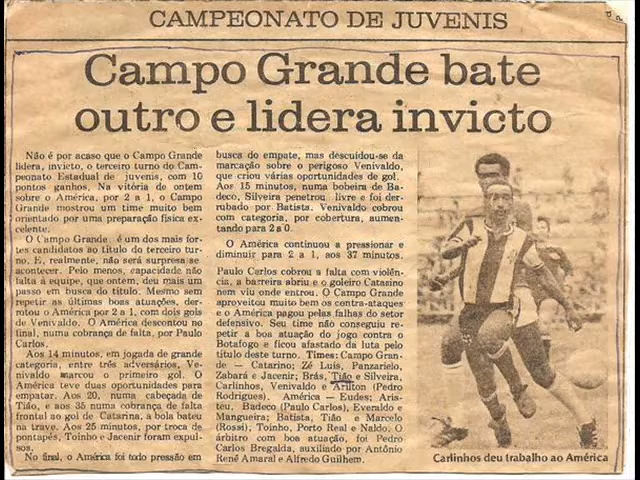 CAMPEONATO DE JUVENIS
Campo Grande bate
outro e lidera invicto
Não é por acaso que o Campo Grande
lidera, invicto, o terceiro turno do Cam-
peonato Estadual de juvenis, com 10
pontos ganhos. Na vitória de ontem
sobre o América, por 2 a 1, o Campo
Grande mostrou um time muito bem
orientado por uma preparação física ex-
celente.
O Campo Grande é um dos mais for-
tes candidatos ao título do terceiro tur-
no. E, realmente, não será surpresa se
acontecer. Pelo menos, capacidade não
falta à equipe, que ontem, deu mais um
passo em busca do título. Mesmo sem
repetir as últimas boas atuações, der-
rotou o América por 2 a 1, com dois gols
de Venivaldo. O América descontou no
final, numa cobrança de falta, por Paulo
Carlos.
Aos 14 minutos, em jogada de grande
categoria, entre três adversários, Ve-
nivaldo marcou o primeiro gol. O
América teve duas oportunidades para
empatar. Aos 20, numa cabeçada de
Tião, e aos 35 numa cobrança de falta
frontal ao gol de Catarina, a bola bateu
na trave. Aos 25 minutos, por troca de
pontapés, Toinho e Jacenir foram expul-
sos.
No final, o América foi todo pressão em
busca do empate, mas descuidou-se da
marcação sobre o perigoso Venivaldo,
que criou várias oportunidades de gol.
Aos 15 minutos, numa bobeira de Ba-
deco, Silveira penetrou livre e foi der-
rubado por Batista. Venivaldo cobrou
com categoria, por cobertura, aumen-
tando para 2 a 0.
O América continuou a pressionar e
diminuir para 2 a 1, aos 37 minutos.
Paulo Carlos cobrou a falta com violên-
cia, a barreira abriu e o goleiro Catazino
nem viu onde entrou. O Campo Grande
aproveitou muito bem os contra-ataques
e o América pagou pelas falhas do setor
defensivo. Seu time não conseguiu re-
petir a boa atuação do jogo contra o
Botafogo e ficou afastado da luta pelo
título deste turno. Times: Campo Gran-
de — Catarino; Zé Luís, Panzarielo,
Zabará e Jacenir; Brás, Tião e Silveira,
Carlinhos, Venivaldo e Arilton (Pedro
Rodrigues). América — Eudes; Aris-
teu, Badeco (Paulo Carlos), Everaldo e
Mangueira; Batista, Tião e Marcelo
(Rossi); Toinho, Porto Real e Naldo. O
árbitro com boa atuação, foi Pedro
Carlos Bregalda, auxiliado por Antônio
René Amaral e Alfredo Guilhem.
Carlinhos deu trabalho ao América